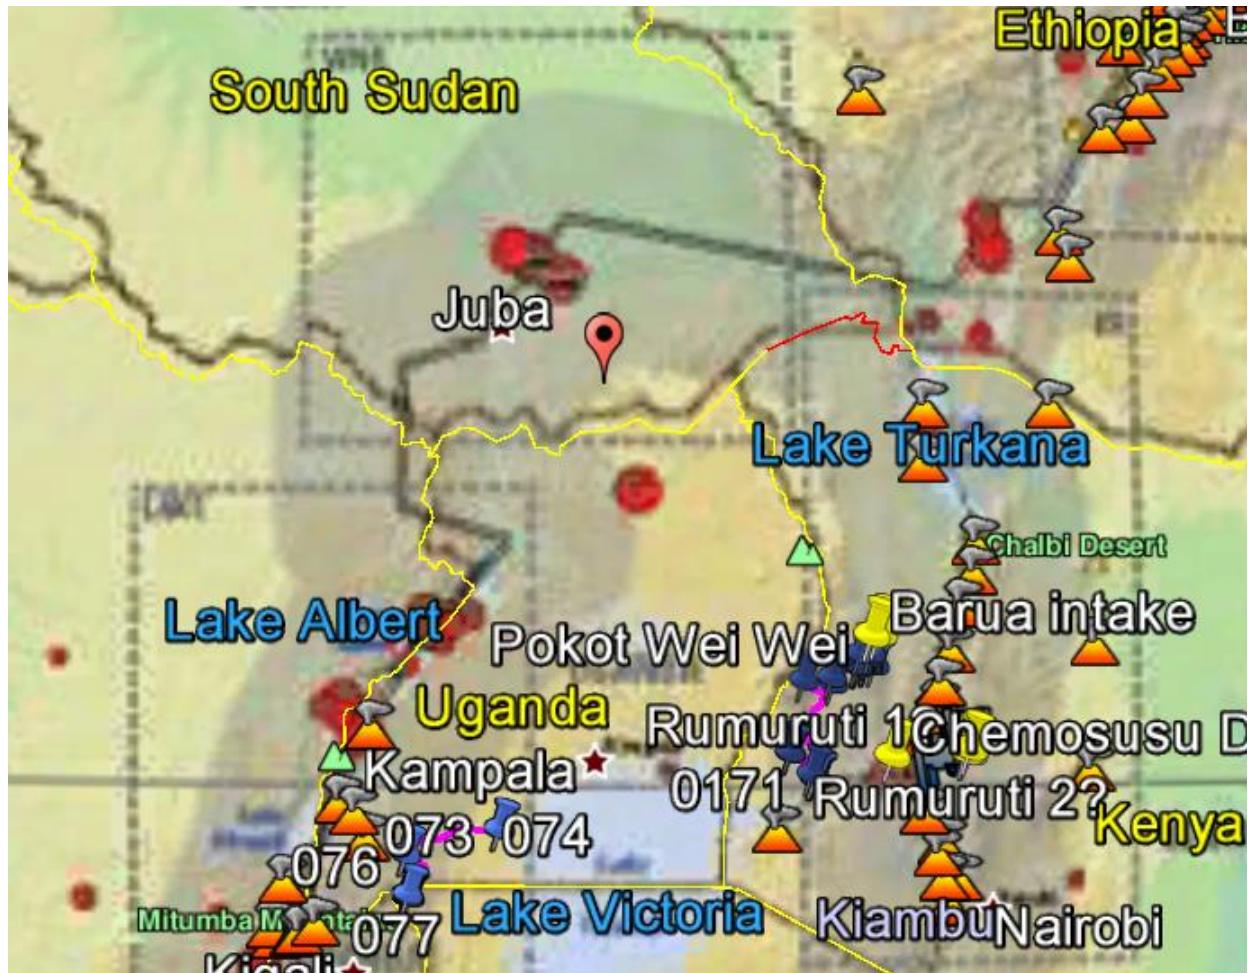 Ethiopia
South Sudan
Juba
Lake Turkana
Chalbi Desert
Barua intake
Lake Albert
Pokot Wei Wei
Uganda
Rumuruti 1
Chemosusu D
Kampala
0171
Rumuruti 2?
Kenya
073
074
076
Lake Victoria
Kiambu
Nairobi
077
Kigali